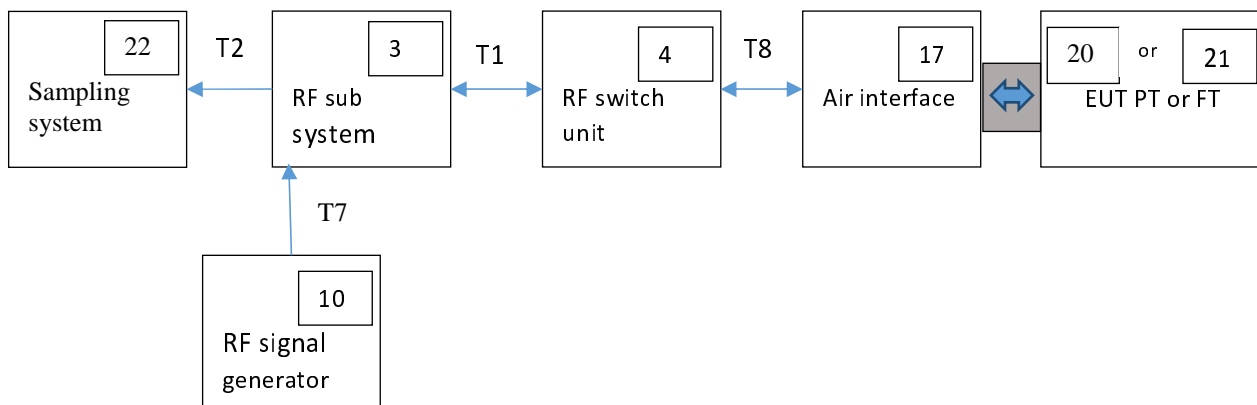 22
Sampling
system
T2
3
RF sub
system
T1
4
RF switch
unit
T8
17
Air interface
20 or 21
EUT PT or FT
T7
10
RF signal
generator